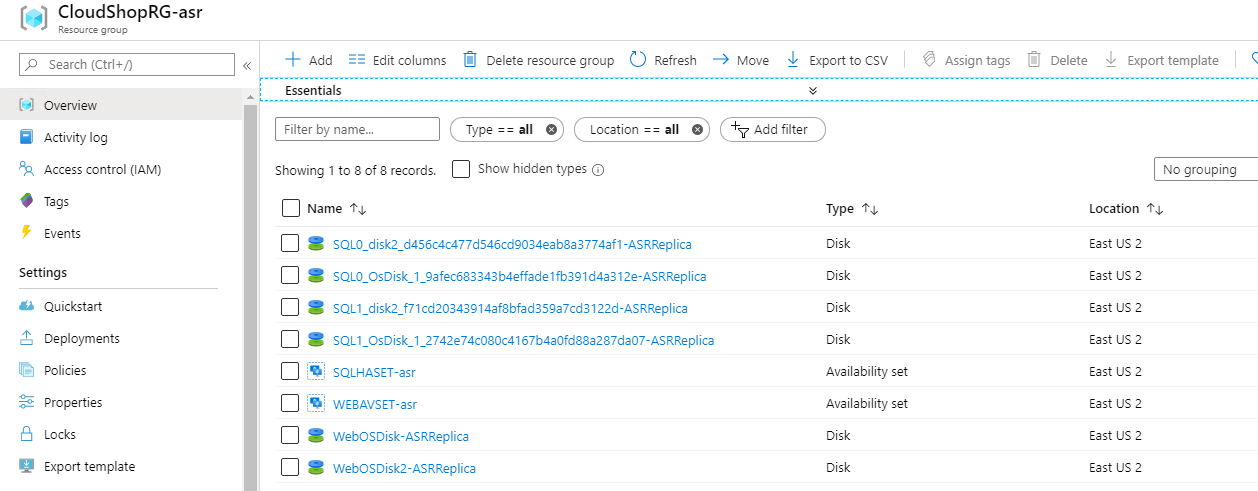 CloudShopRG-asr
Resource group
Search (Ctrl+/)
«
Overview
Activity log
Access control (IAM)
Tags
Events
Settings
Quickstart
Deployments
Policies
Properties
Locks
Export template
Add
Edit columns
Delete resource group
Refresh
Move
Export to CSV
Assign tags
Delete
Export template
Essentials
Filter by name...
Type == all
Location == all
Add filter
Showing 1 to 8 of 8 records.
Show hidden types
No grouping
Name Type Location
SQL0_disk2_d456c4c477d546cd9034eab8a3774af1-ASRReplica Disk East US 2
SQL0_OsDisk_1_9afec683343b4effade1fb391d4a312e-ASRReplica Disk East US 2
SQL1_disk2_f71cd20343914af8bfad359a7cd3122d-ASRReplica Disk East US 2
SQL1_OsDisk_1_2742e74c080c4167b4a0fd88a287da07-ASRReplica Disk East US 2
SQLHASET-asr Availability set East US 2
WEBAVSET-asr Availability set East US 2
WebOSDisk-ASRReplica Disk East US 2
WebOSDisk2-ASRReplica Disk East US 2